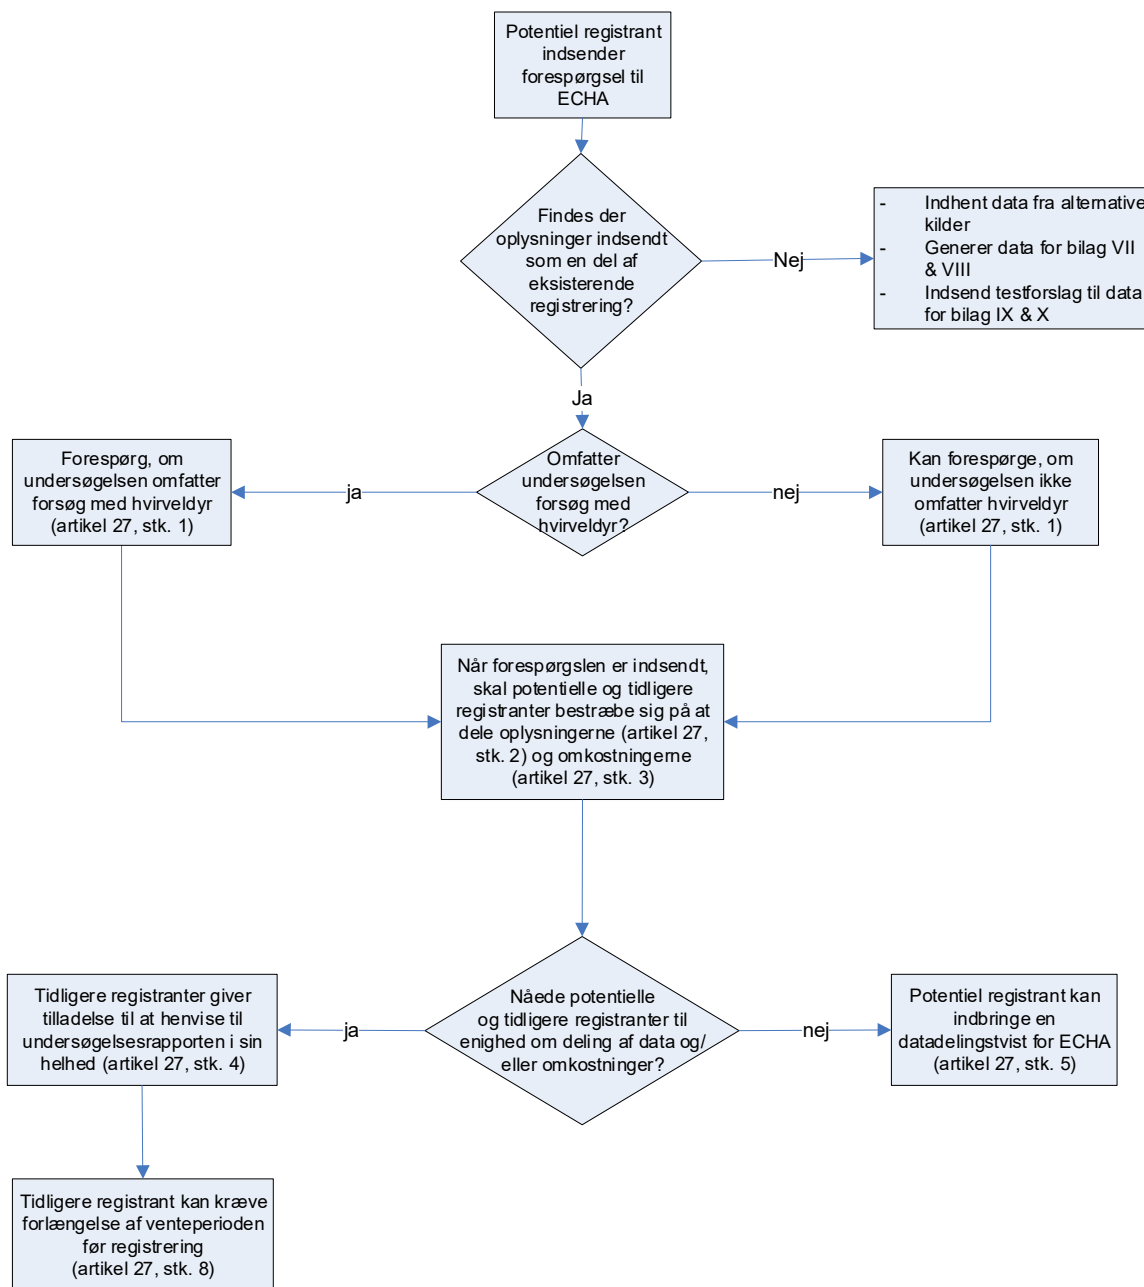 Potentiel registrant
indsender
forespørgsel til
ECHA
Findes der
oplysninger indsendt
som en del af
eksisterende
registrering?
Nej
- Indhent data fra alternative
kilder
- Generer data for bilag VII
& VIII
- Indsend testforslag til data
for bilag IX & X
Ja
Forespørg, om
undersøgelsen omfatter
forsøg med hvirveldyr
(artikel 27, stk. 1)
ja
Omfatter
undersøgelsen
forsøg med
hvirveldyr?
nej
Kan forespørge, om
undersøgelsen ikke
omfatter hvirveldyr
(artikel 27, stk. 1)
Når forespørgslen er indsendt,
skal potentielle og tidligere
registranter bestræbe sig på at
dele oplysningerne (artikel 27,
stk. 2) og omkostningerne
(artikel 27, stk. 3)
Tidligere registranter giver
tilladelse til at henvise til
undersøgelsesrapporten i sin
helhed (artikel 27, stk. 4)
ja
Nåede potentielle
og tidligere registranter til
enighed om deling af data og/
eller omkostninger?
nej
Potentiel registrant kan
indbringe en
datadelingstvist for ECHA
(artikel 27, stk. 5)
Tidligere registrant kan kræve
forlængelse af venteperioden
før registrering
(artikel 27, stk. 8)